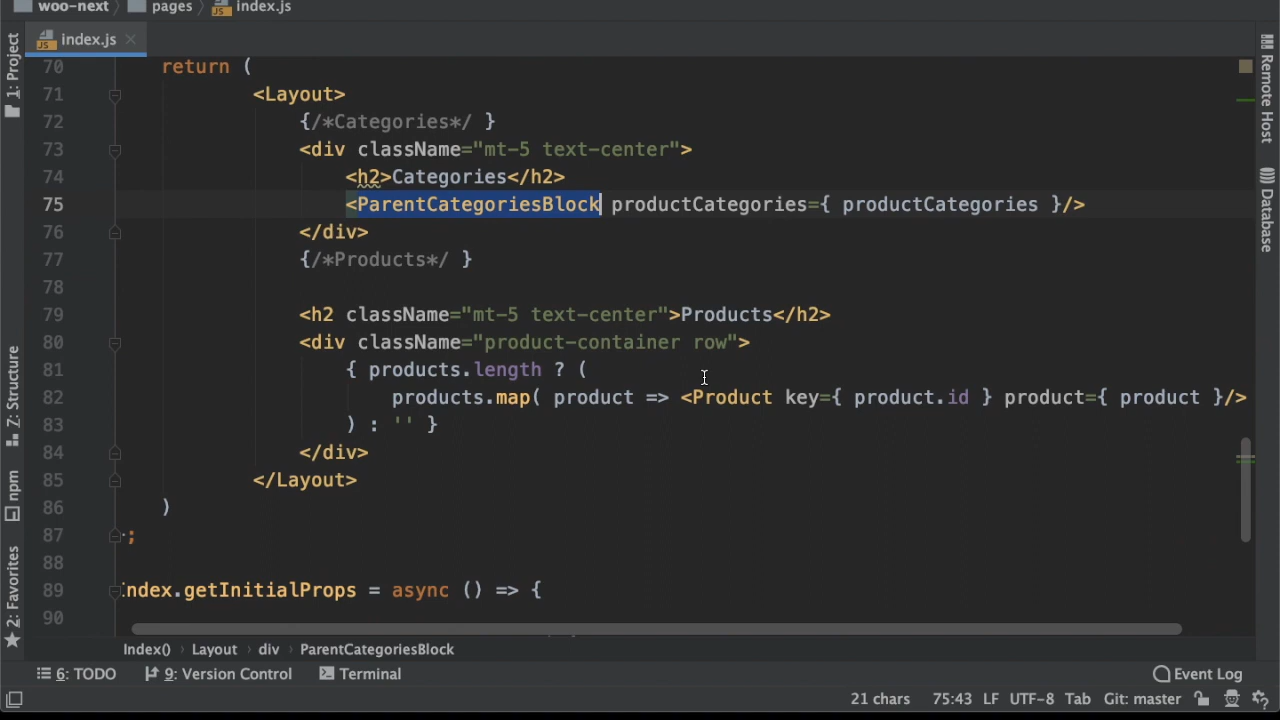 woo-next
pages
index.js
index.js
1: Project
Z: Structure
npm
2: Favorites
Remote Host
Database
70 return (
71 <Layout>
72 {/*Categories*/ }
73 <div className="mt-5 text-center">
74 <h2>Categories</h2>
75 <ParentCategoriesBlock productCategories={ productCategories }/>
76 </div>
77 {/*Products*/ }
78
79 <h2 className="mt-5 text-center">Products</h2>
80 <div className="product-container row">
81 { products.length ? (
82 products.map( product => <Product key={ product.id } product={ product }/>
83 ) : '' }
84 </div>
85 </Layout>
86 )
87 ;
88
89 index.getInitialProps = async () => {
90
Index() Layout div ParentCategoriesBlock
6: TODO 9: Version Control Terminal Event Log
21 chars 75:43 LF UTF-8 Tab Git: master